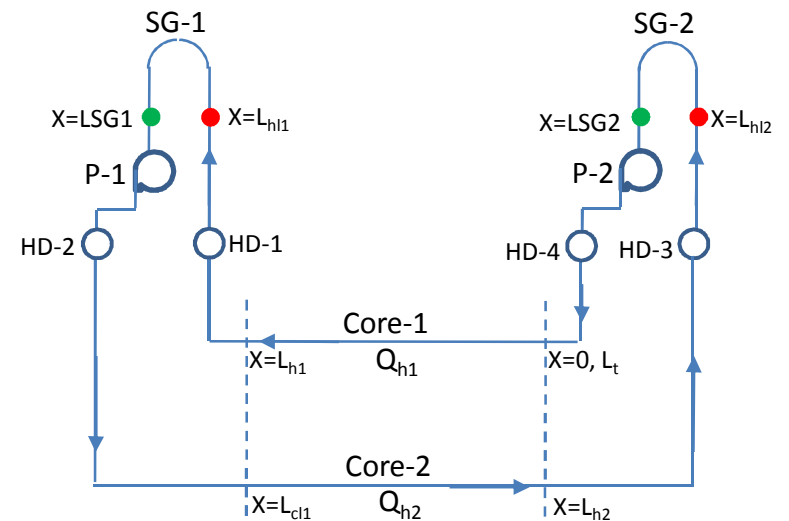 SG-1
SG-2
X=LSG1
X=Lhl1
X=LSG2
X=Lhl2
P-1
P-2
HD-2
HD-1
HD-4
HD-3
Core-1
X=Lh1
Qh1
X=0, Lt
Core-2
X=Lcl1
Qh2
X=Lh2